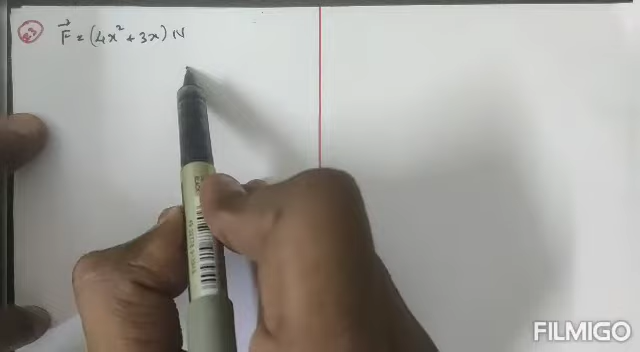 F⃗ = (4x² + 3x) N
FILMIGO